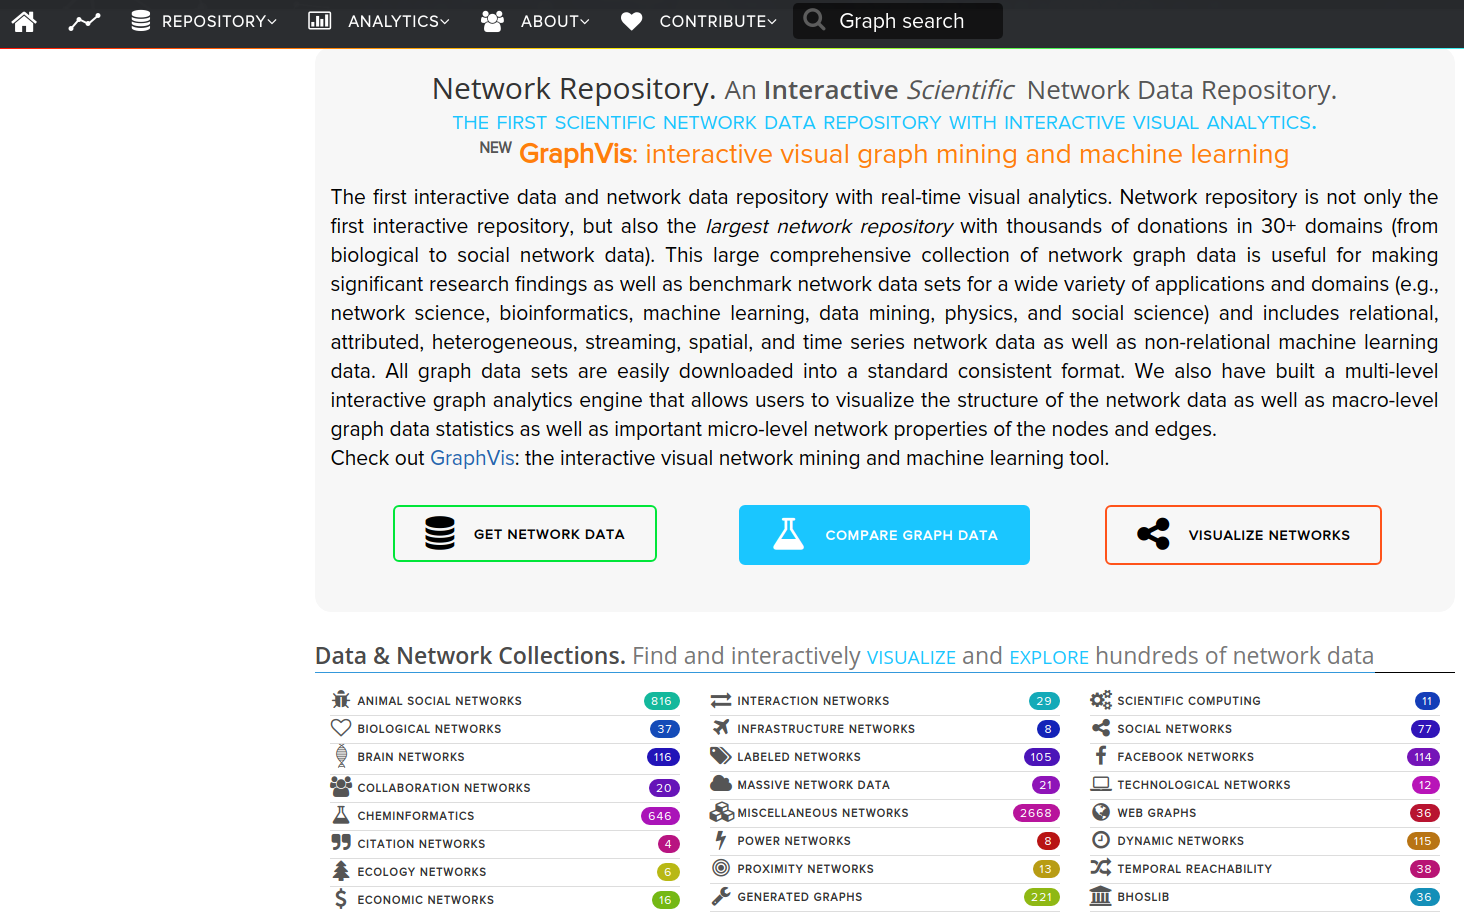 REPOSITORY ANALYTICS ABOUT CONTRIBUTE Graph search
Network Repository. An Interactive Scientific Network Data Repository.
THE FIRST SCIENTIFIC NETWORK DATA REPOSITORY WITH INTERACTIVE VISUAL ANALYTICS.
NEW GraphVis: interactive visual graph mining and machine learning
The first interactive data and network data repository with real-time visual analytics. Network repository is not only the
first interactive repository, but also the largest network repository with thousands of donations in 30+ domains (from
biological to social network data). This large comprehensive collection of network graph data is useful for making
significant research findings as well as benchmark network data sets for a wide variety of applications and domains (e.g.,
network science, bioinformatics, machine learning, data mining, physics, and social science) and includes relational,
attributed, heterogeneous, streaming, spatial, and time series network data as well as non-relational machine learning
data. All graph data sets are easily downloaded into a standard consistent format. We also have built a multi-level
interactive graph analytics engine that allows users to visualize the structure of the network data as well as macro-level
graph data statistics as well as important micro-level network properties of the nodes and edges.
Check out GraphVis: the interactive visual network mining and machine learning tool.
GET NETWORK DATA COMPARE GRAPH DATA VISUALIZE NETWORKS
Data & Network Collections. Find and interactively VISUALIZE and EXPLORE hundreds of network data
ANIMAL SOCIAL NETWORKS 816
BIOLOGICAL NETWORKS 37
BRAIN NETWORKS 116
COLLABORATION NETWORKS 20
CHEMINFORMATICS 646
CITATION NETWORKS 4
ECOLOGY NETWORKS 6
ECONOMIC NETWORKS 16
INTERACTION NETWORKS 29
INFRASTRUCTURE NETWORKS 8
LABELED NETWORKS 105
MASSIVE NETWORK DATA 21
MISCELLANEOUS NETWORKS 2668
POWER NETWORKS 8
PROXIMITY NETWORKS 13
GENERATED GRAPHS 221
SCIENTIFIC COMPUTING 11
SOCIAL NETWORKS 77
FACEBOOK NETWORKS 114
TECHNOLOGICAL NETWORKS 12
WEB GRAPHS 36
DYNAMIC NETWORKS 115
TEMPORAL REACHABILITY 38
BHOSLIB 36